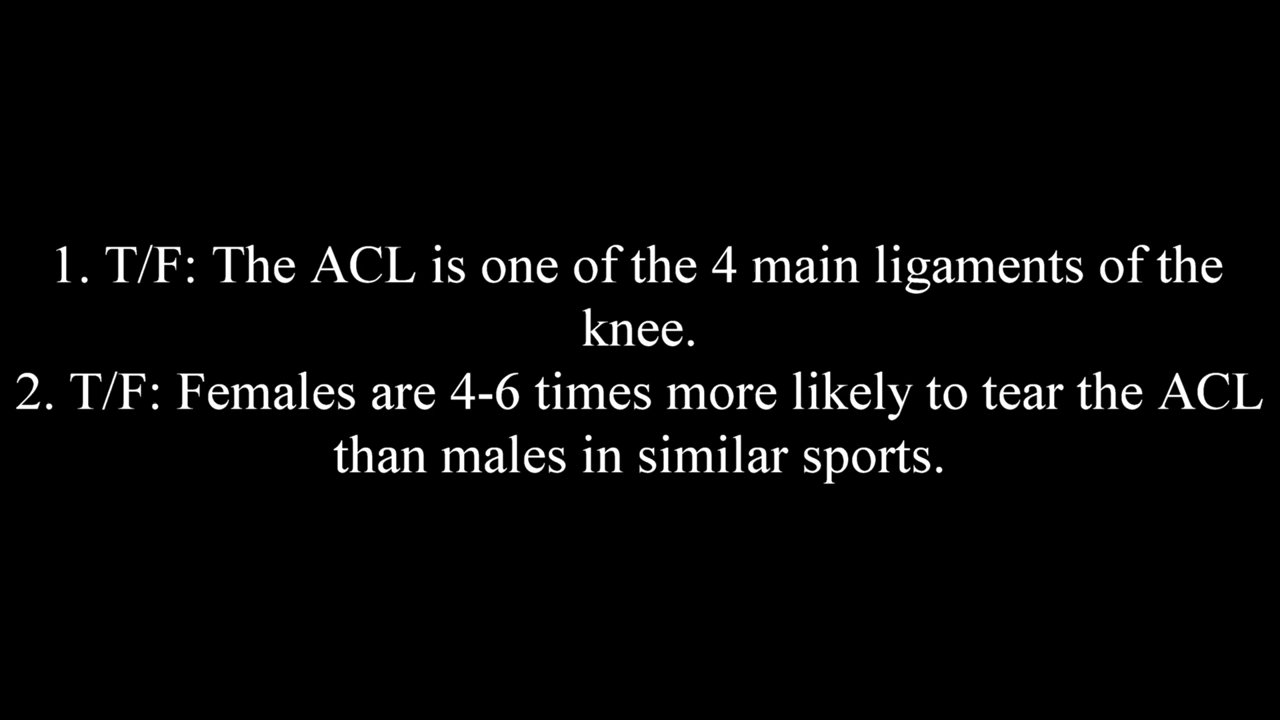 1. T/F: The ACL is one of the 4 main ligaments of the
knee.
2. T/F: Females are 4-6 times more likely to tear the ACL
than males in similar sports.